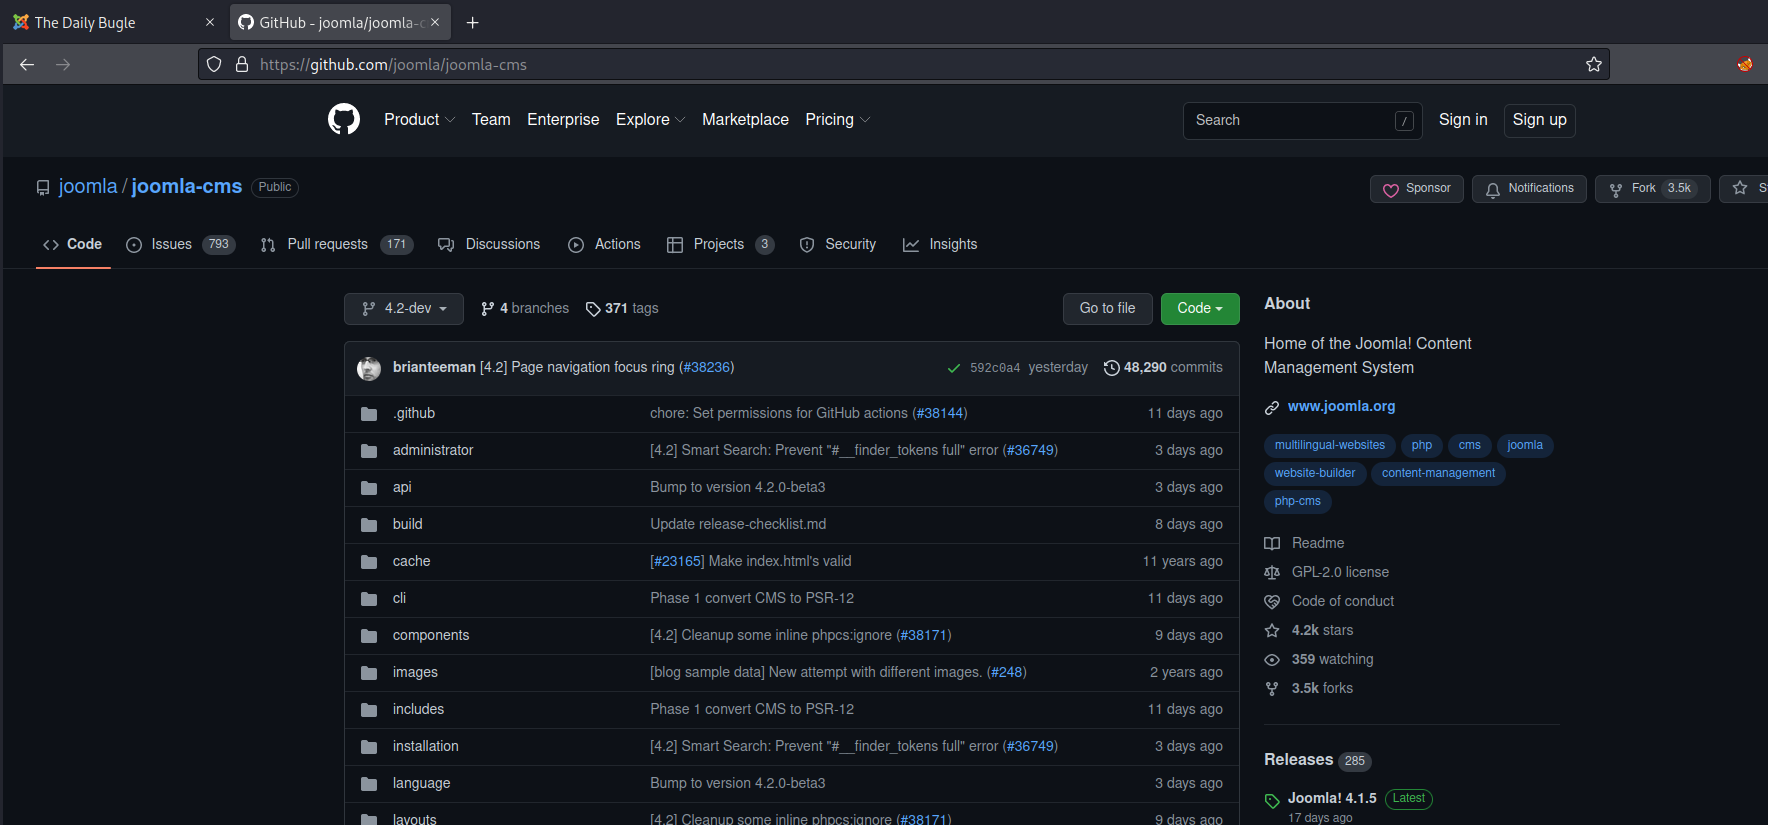 The Daily Bugle
GitHub - joomla/joomla-c
https://github.com/joomla/joomla-cms
Product Team Enterprise Explore Marketplace Pricing Search / Sign in Sign up
joomla / joomla-cms Public Sponsor Notifications Fork 3.5k
Code Issues 793 Pull requests 171 Discussions Actions Projects 3 Security Insights
4.2-dev 4 branches 371 tags Go to file Code
brianteeman [4.2] Page navigation focus ring (#38236) 592c0a4 yesterday 48,290 commits
.github chore: Set permissions for GitHub actions (#38144) 11 days ago
administrator [4.2] Smart Search: Prevent "#__finder_tokens full" error (#36749) 3 days ago
api Bump to version 4.2.0-beta3 3 days ago
build Update release-checklist.md 8 days ago
cache [#23165] Make index.html's valid 11 years ago
cli Phase 1 convert CMS to PSR-12 11 days ago
components [4.2] Cleanup some inline phpcs:ignore (#38171) 9 days ago
images [blog sample data] New attempt with different images. (#248) 2 years ago
includes Phase 1 convert CMS to PSR-12 11 days ago
installation [4.2] Smart Search: Prevent "#__finder_tokens full" error (#36749) 3 days ago
language Bump to version 4.2.0-beta3 3 days ago
layouts [4.2] Cleanup some inline phpcs:ignore (#38171) 9 days ago
About
Home of the Joomla! Content
Management System
www.joomla.org
multilingual-websites php cms joomla
website-builder content-management
php-cms
Readme
GPL-2.0 license
Code of conduct
4.2k stars
359 watching
3.5k forks
Releases 285
Joomla! 4.1.5 Latest
17 days ago